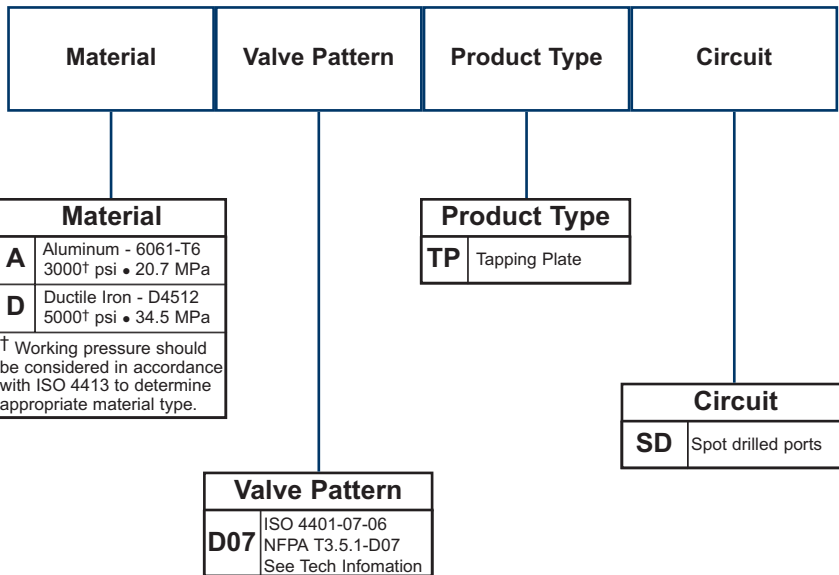 Material Valve Pattern Product Type Circuit
Material
A Aluminum - 6061-T6
3000† psi • 20.7 MPa
D Ductile Iron - D4512
5000† psi • 34.5 MPa
† Working pressure should
be considered in accordance
with ISO 4413 to determine
appropriate material type.
Valve Pattern
D07 ISO 4401-07-06
NFPA T3.5.1-D07
See Tech Infomation
Product Type
TP Tapping Plate
Circuit
SD Spot drilled ports